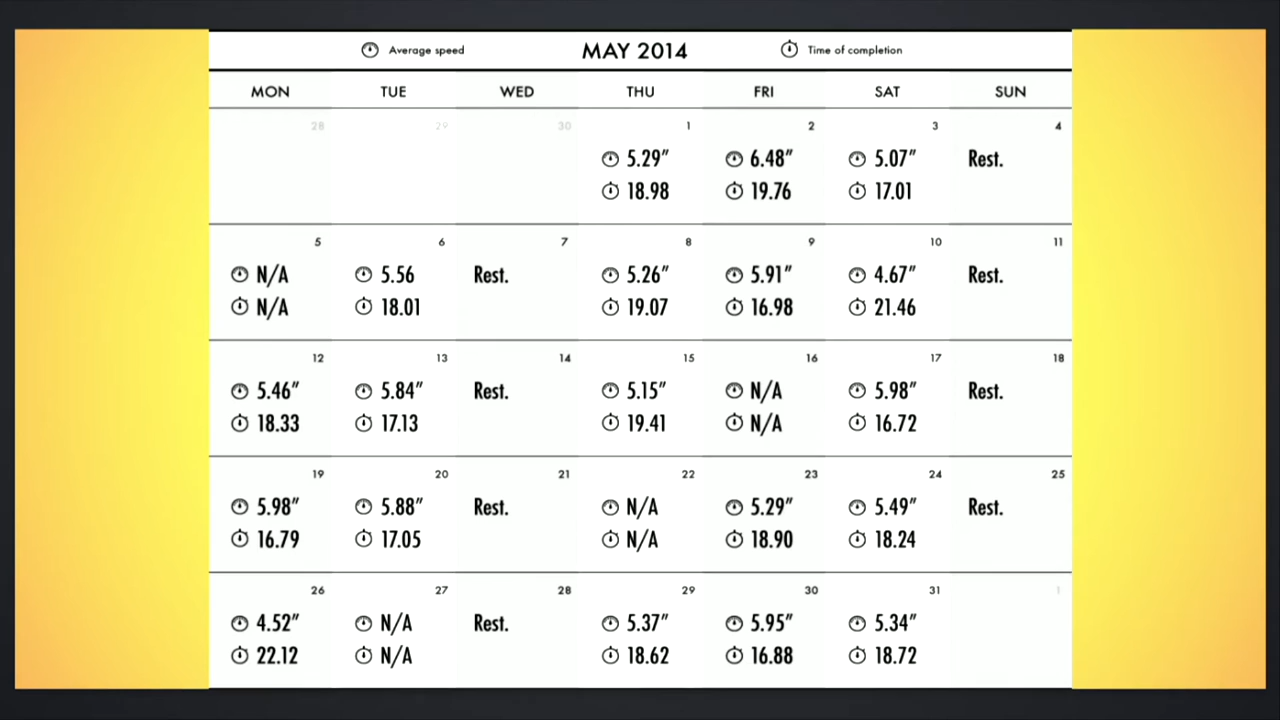 Average speed MAY 2014 Time of completion
MON TUE WED THU FRI SAT SUN
28 29 30 1 2 3 4
5.29″ 6.48″ 5.07″ Rest.
18.98 19.76 17.01
5 6 7 8 9 10 11
N/A 5.56 Rest. 5.26″ 5.91″ 4.67″ Rest.
N/A 18.01 19.07 16.98 21.46
12 13 14 15 16 17 18
5.46″ 5.84″ Rest. 5.15″ N/A 5.98″ Rest.
18.33 17.13 19.41 N/A 16.72
19 20 21 22 23 24 25
5.98″ 5.88″ Rest. N/A 5.29″ 5.49″ Rest.
16.79 17.05 N/A 18.90 18.24
26 27 28 29 30 31 1
4.52″ N/A Rest. 5.37″ 5.95″ 5.34″
22.12 N/A 18.62 16.88 18.72